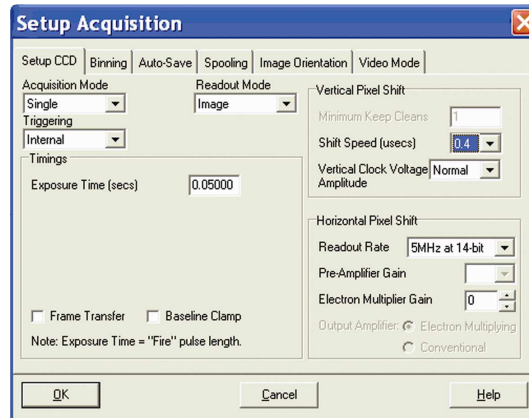 Setup Acquisition
Setup CCD Binning Auto-Save Spooling Image Orientation Video Mode
Acquisition Mode
Single
Readout Mode
Image
Triggering
Internal
Timings
Exposure Time (secs) 0.05000
Frame Transfer Baseline Clamp
Note: Exposure Time = "Fire" pulse length.
Vertical Pixel Shift
Minimum Keep Cleans 1
Shift Speed (usecs) 0.4
Vertical Clock Voltage Normal
Amplitude
Horizontal Pixel Shift
Readout Rate 5MHz at 14-bit
Pre-Amplifier Gain
Electron Multiplier Gain 0
Output Amplifier: Electron Multiplying
Conventional
OK Cancel Help